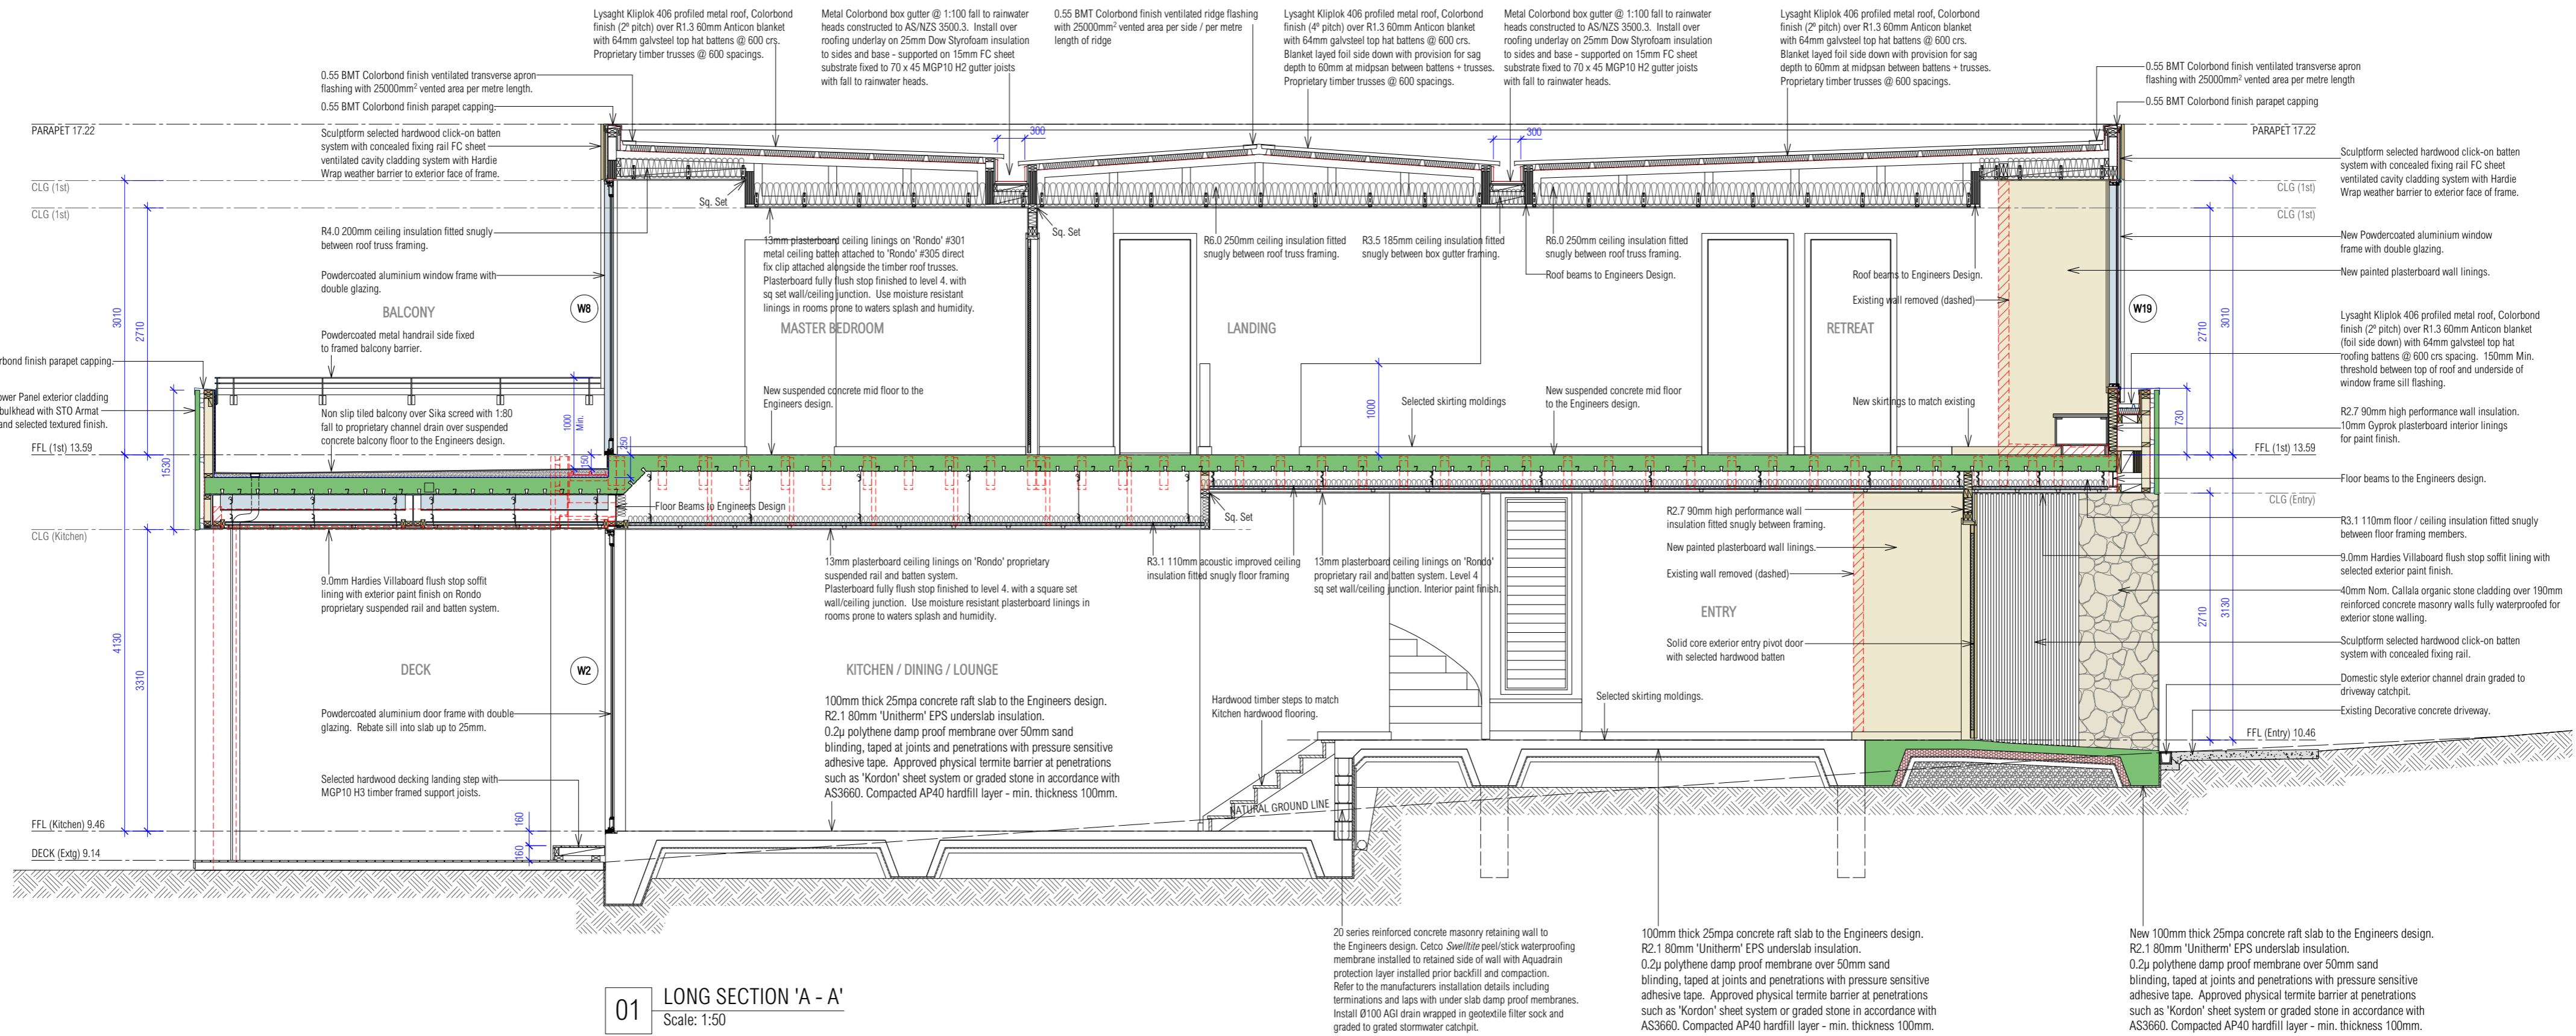 Lysaght Kliplok 406 profiled metal roof, Colorbond
finish (2º pitch) over R1.3 60mm Anticon blanket
with 64mm galvsteel top hat battens @ 600 crs.
Proprietary timber trusses @ 600 spacings.
Metal Colorbond box gutter @ 1:100 fall to rainwater
heads constructed to AS/NZS 3500.3. Install over
roofing underlay on 25mm Dow Styrofoam insulation
to sides and base - supported on 15mm FC sheet
substrate fixed to 70 x 45 MGP10 H2 gutter joists
with fall to rainwater heads.
0.55 BMT Colorbond finish ventilated ridge flashing
with 25000mm² vented area per side / per metre
length of ridge
Lysaght Kliplok 406 profiled metal roof, Colorbond
finish (4º pitch) over R1.3 60mm Anticon blanket
with 64mm galvsteel top hat battens @ 600 crs.
Blanket layed foil side down with provision for sag
depth to 60mm at midpsan between battens + trusses.
Proprietary timber trusses @ 600 spacings.
Metal Colorbond box gutter @ 1:100 fall to rainwater
heads constructed to AS/NZS 3500.3. Install over
roofing underlay on 25mm Dow Styrofoam insulation
to sides and base - supported on 15mm FC sheet
substrate fixed to 70 x 45 MGP10 H2 gutter joists
with fall to rainwater heads.
Lysaght Kliplok 406 profiled metal roof, Colorbond
finish (2º pitch) over R1.3 60mm Anticon blanket
with 64mm galvsteel top hat battens @ 600 crs.
Blanket layed foil side down with provision for sag
depth to 60mm at midpsan between battens + trusses.
Proprietary timber trusses @ 600 spacings.
0.55 BMT Colorbond finish ventilated transverse apron
flashing with 25000mm² vented area per metre length.
0.55 BMT Colorbond finish parapet capping.
0.55 BMT Colorbond finish ventilated transverse apron
flashing with 25000mm² vented area per metre length
0.55 BMT Colorbond finish parapet capping
PARAPET 17.22
PARAPET 17.22
300
300
Sculptform selected hardwood click-on batten
system with concealed fixing rail FC sheet
ventilated cavity cladding system with Hardie
Wrap weather barrier to exterior face of frame.
Sculptform selected hardwood click-on batten
system with concealed fixing rail FC sheet
ventilated cavity cladding system with Hardie
Wrap weather barrier to exterior face of frame.
CLG (1st)
CLG (1st)
CLG (1st)
CLG (1st)
Sq. Set
Sq. Set
R4.0 200mm ceiling insulation fitted snugly
between roof truss framing.
13mm plasterboard ceiling linings on 'Rondo' #301
metal ceiling batten attached to 'Rondo' #305 direct
fix clip attached alongside the timber roof trusses.
Plasterboard fully flush stop finished to level 4. with
sq set wall/ceiling junction. Use moisture resistant
linings in rooms prone to waters splash and humidity.
R6.0 250mm ceiling insulation fitted
snugly between roof truss framing.
R3.5 185mm ceiling insulation fitted
snugly between box gutter framing.
R6.0 250mm ceiling insulation fitted
snugly between roof truss framing.
Roof beams to Engineers Design.
Roof beams to Engineers Design.
Existing wall removed (dashed)
New Powdercoated aluminium window
frame with double glazing.
New painted plasterboard wall linings.
Powdercoated aluminium window frame with
double glazing.
BALCONY
W8
MASTER BEDROOM
LANDING
RETREAT
W19
3010
2710
2710
3010
Lysaght Kliplok 406 profiled metal roof, Colorbond
finish (2º pitch) over R1.3 60mm Anticon blanket
(foil side down) with 64mm galvsteel top hat
roofing battens @ 600 crs spacing. 150mm Min.
threshold between top of roof and underside of
window frame sill flashing.
Powdercoated metal handrail side fixed
to framed balcony barrier.
rbond finish parapet capping.
ower Panel exterior cladding
bulkhead with STO Armat
and selected textured finish.
Non slip tiled balcony over Sika screed with 1:80
fall to proprietary channel drain over suspended
concrete balcony floor to the Engineers design.
1000
Min.
New suspended concrete mid floor to the
Engineers design.
1000
Selected skirting moldings
New suspended concrete mid floor
to the Engineers design.
New skirtings to match existing
730
R2.7 90mm high performance wall insulation.
10mm Gyprok plasterboard interior linings
for paint finish.
FFL (1st) 13.59
FFL (1st) 13.59
1530
150
250
Floor Beams to Engineers Design
Sq. Set
Floor beams to the Engineers design.
CLG (Kitchen)
CLG (Entry)
R2.7 90mm high performance wall
insulation fitted snugly between framing.
New painted plasterboard wall linings.
Existing wall removed (dashed)
R3.1 110mm floor / ceiling insulation fitted snugly
between floor framing members.
9.0mm Hardies Villaboard flush stop soffit lining with
selected exterior paint finish.
9.0mm Hardies Villaboard flush stop soffit
lining with exterior paint finish on Rondo
proprietary suspended rail and batten system.
13mm plasterboard ceiling linings on 'Rondo' proprietary
suspended rail and batten system.
Plasterboard fully flush stop finished to level 4. with a square set
wall/ceiling junction. Use moisture resistant plasterboard linings in
rooms prone to waters splash and humidity.
R3.1 110mm acoustic improved ceiling
insulation fitted snugly floor framing
13mm plasterboard ceiling linings on 'Rondo'
proprietary rail and batten system. Level 4
sq set wall/ceiling junction. Interior paint finish.
40mm Nom. Callala organic stone cladding over 190mm
reinforced concrete masonry walls fully waterproofed for
exterior stone walling.
4130
3310
2710
3130
ENTRY
Solid core exterior entry pivot door
with selected hardwood batten
Sculptform selected hardwood click-on batten
system with concealed fixing rail.
DECK
W2
KITCHEN / DINING / LOUNGE
Domestic style exterior channel drain graded to
driveway catchpit.
Existing Decorative concrete driveway.
Powdercoated aluminium door frame with double
glazing. Rebate sill into slab up to 25mm.
100mm thick 25mpa concrete raft slab to the Engineers design.
R2.1 80mm 'Unitherm' EPS underslab insulation.
0.2µ polythene damp proof membrane over 50mm sand
blinding, taped at joints and penetrations with pressure sensitive
adhesive tape. Approved physical termite barrier at penetrations
such as 'Kordon' sheet system or graded stone in accordance with
AS3660. Compacted AP40 hardfill layer - min. thickness 100mm.
Hardwood timber steps to match
Kitchen hardwood flooring.
Selected skirting moldings.
FFL (Entry) 10.46
Selected hardwood decking landing step with
MGP10 H3 timber framed support joists.
NATURAL GROUND LINE
FFL (Kitchen) 9.46
160
160
DECK (Extg) 9.14
20 series reinforced concrete masonry retaining wall to
the Engineers design. Cetco Swelltite peel/stick waterproofing
membrane installed to retained side of wall with Aquadrain
protection layer installed prior backfill and compaction.
Refer to the manufacturers installation details including
terminations and laps with under slab damp proof membranes.
Install Ø100 AGI drain wrapped in geotextile filter sock and
graded to grated stormwater catchpit.
100mm thick 25mpa concrete raft slab to the Engineers design.
R2.1 80mm 'Unitherm' EPS underslab insulation.
0.2µ polythene damp proof membrane over 50mm sand
blinding, taped at joints and penetrations with pressure sensitive
adhesive tape. Approved physical termite barrier at penetrations
such as 'Kordon' sheet system or graded stone in accordance with
AS3660. Compacted AP40 hardfill layer - min. thickness 100mm.
New 100mm thick 25mpa concrete raft slab to the Engineers design.
R2.1 80mm 'Unitherm' EPS underslab insulation.
0.2µ polythene damp proof membrane over 50mm sand
blinding, taped at joints and penetrations with pressure sensitive
adhesive tape. Approved physical termite barrier at penetrations
such as 'Kordon' sheet system or graded stone in accordance with
AS3660. Compacted AP40 hardfill layer - min. thickness 100mm.
01
LONG SECTION 'A - A'
Scale: 1:50